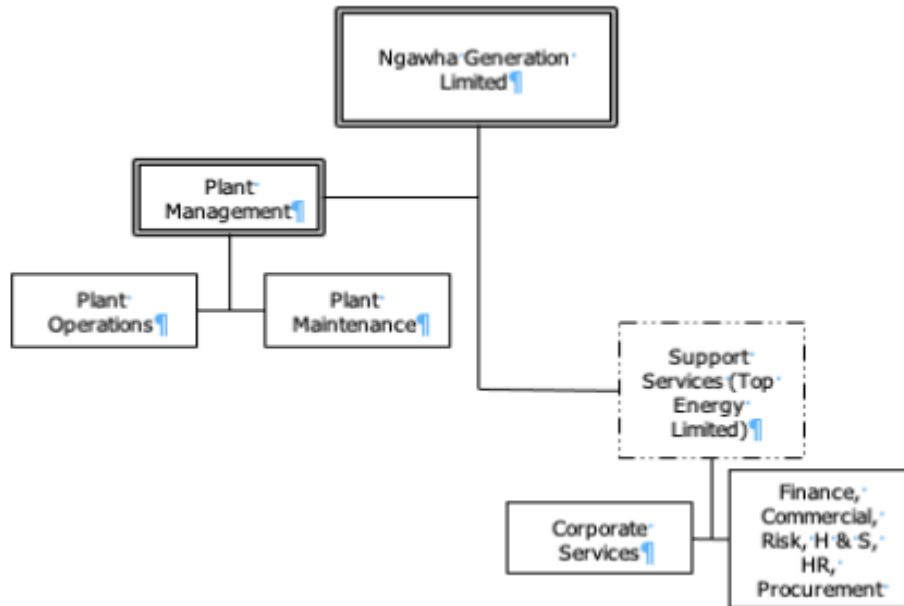 Ngawha Generation
Limited¶
Plant
Management¶
Plant
Operations¶
Plant
Maintenance¶
Support
Services (Top
Energy
Limited)¶
Corporate
Services¶
Finance,
Commercial,
Risk, H & S,
HR,
Procurement